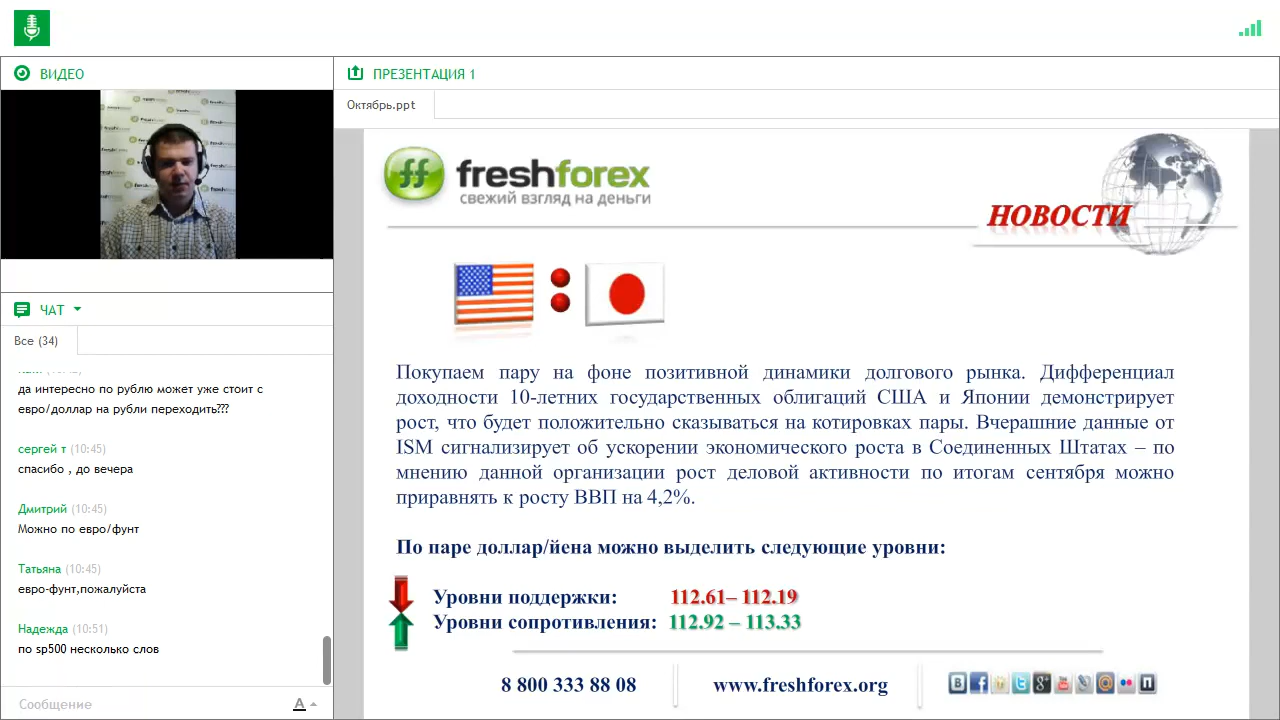 ВИДЕО
ПРЕЗЕНТАЦИЯ 1
Октябрь.ppt
freshforex
свежий взгляд на деньги
НОВОСТИ
ЧАТ
Все (34)
да интересно по рублю может уже стоит с
евро/доллар на рубли переходить???
сергей т (10:45)
спасибо , до вечера
Дмитрий (10:45)
Можно по евро/фунт
Татьяна (10:45)
евро-фунт,пожалуйста
Надежда (10:51)
по sp500 несколько слов
Сообщение
A
Покупаем пару на фоне позитивной динамики долгового рынка. Дифференциал
доходности 10-летних государственных облигаций США и Японии демонстрирует
рост, что будет положительно сказываться на котировках пары. Вчерашние данные от
ISM сигнализирует об ускорении экономического роста в Соединенных Штатах – по
мнению данной организации рост деловой активности по итогам сентября можно
приравнять к росту ВВП на 4,2%.
По паре доллар/йена можно выделить следующие уровни:
Уровни поддержки: 112.61– 112.19
Уровни сопротивления: 112.92 – 113.33
8 800 333 88 08
www.freshforex.org